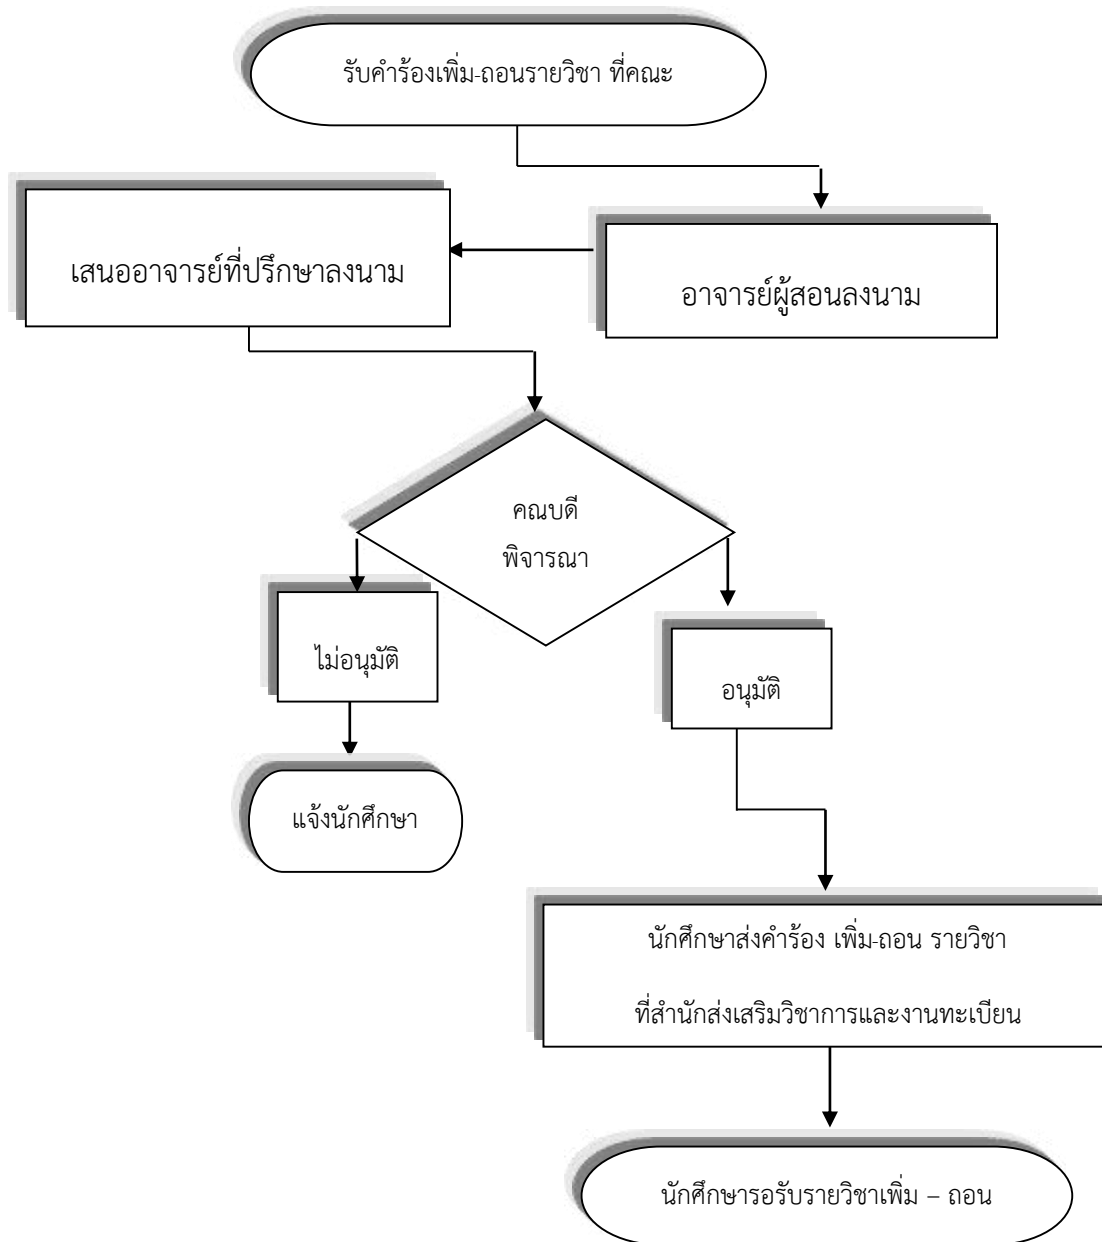 รับคำร้องเพิ่ม-ถอนรายวิชา ที่คณะ
เสนออาจารย์ที่ปรึกษาลงนาม
อาจารย์ผู้สอนลงนาม
คณบดี
พิจารณา
ไม่อนุมัติ
อนุมัติ
แจ้งนักศึกษา
นักศึกษาส่งคำร้อง เพิ่ม-ถอน รายวิชา
ที่สำนักส่งเสริมวิชาการและงานทะเบียน
นักศึกษารอรับรายวิชาเพิ่ม – ถอน